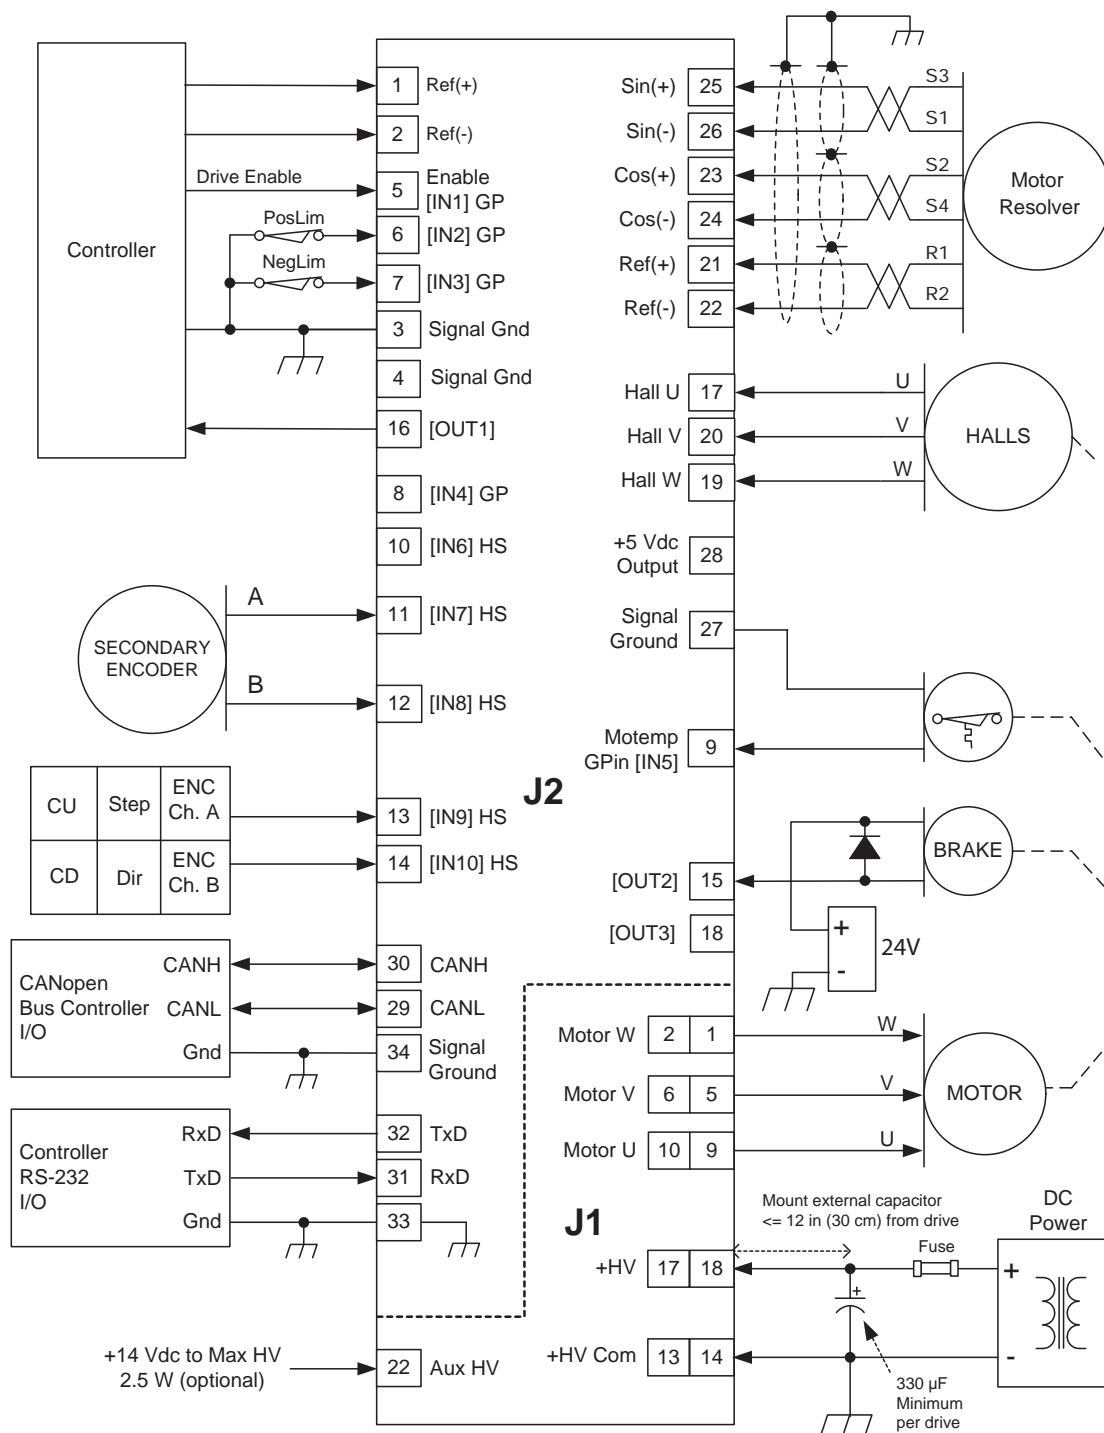 Controller
Drive Enable
PosLim
NegLim
1 Ref(+)
2 Ref(-)
5 Enable
[IN1] GP
6 [IN2] GP
7 [IN3] GP
3 Signal Gnd
4 Signal Gnd
16 [OUT1]
8 [IN4] GP
10 [IN6] HS
SECONDARY
ENCODER
A
B
11 [IN7] HS
12 [IN8] HS
CU Step ENC
Ch. A
CD Dir ENC
Ch. B
13 [IN9] HS
14 [IN10] HS
CANopen
Bus Controller
I/O
CANH
CANL
Gnd
30 CANH
29 CANL
34 Signal
Ground
Controller
RS-232
I/O
RxD
TxD
Gnd
32 TxD
31 RxD
33
+14 Vdc to Max HV
2.5 W (optional)
22 Aux HV
J2
J1
Sin(+) 25
Sin(-) 26
Cos(+) 23
Cos(-) 24
Ref(+) 21
Ref(-) 22
S3
S1
S2
S4
R1
R2
Motor
Resolver
Hall U 17
Hall V 20
Hall W 19
U
V
W
HALLS
+5 Vdc
Output 28
Signal
Ground 27
Motemp
GPin [IN5] 9
[OUT2] 15
[OUT3] 18
BRAKE
+
-
24V
Motor W 2 1
Motor V 6 5
Motor U 10 9
W
V
U
MOTOR
Mount external capacitor
<= 12 in (30 cm) from drive
DC
Power
Fuse
+HV 17 18
+HV Com 13 14
+
+
-
330 µF
Minimum
per drive